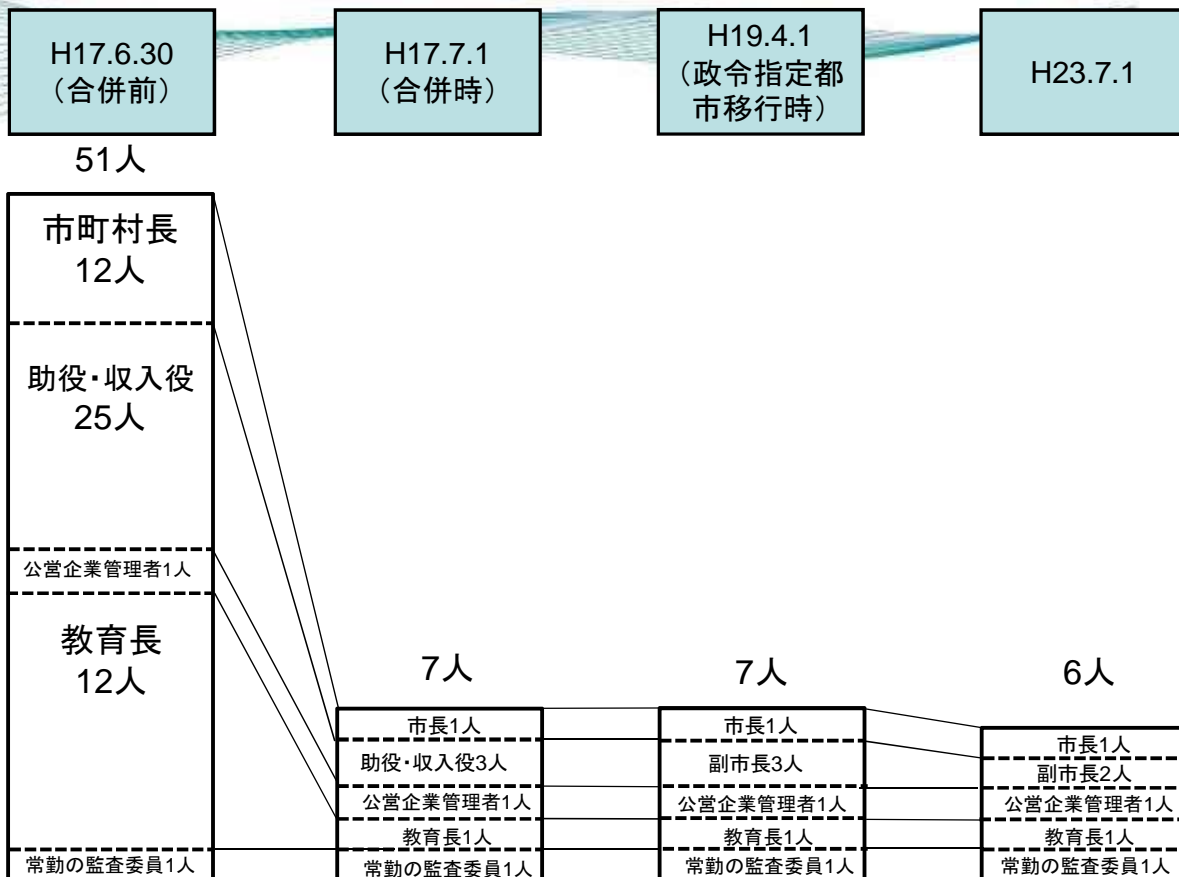 H17.6.30
（合併前）
H17.7.1
（合併時）
H19.4.1
（政令指定都
市移行時）
H23.7.1
51人
市町村長
12人
助役・収入役
25人
公営企業管理者1人
教育長
12人
常勤の監査委員1人
7人
市長1人
助役・収入役3人
公営企業管理者1人
教育長1人
常勤の監査委員1人
7人
市長1人
副市長3人
公営企業管理者1人
教育長1人
常勤の監査委員1人
6人
市長1人
副市長2人
公営企業管理者1人
教育長1人
常勤の監査委員1人